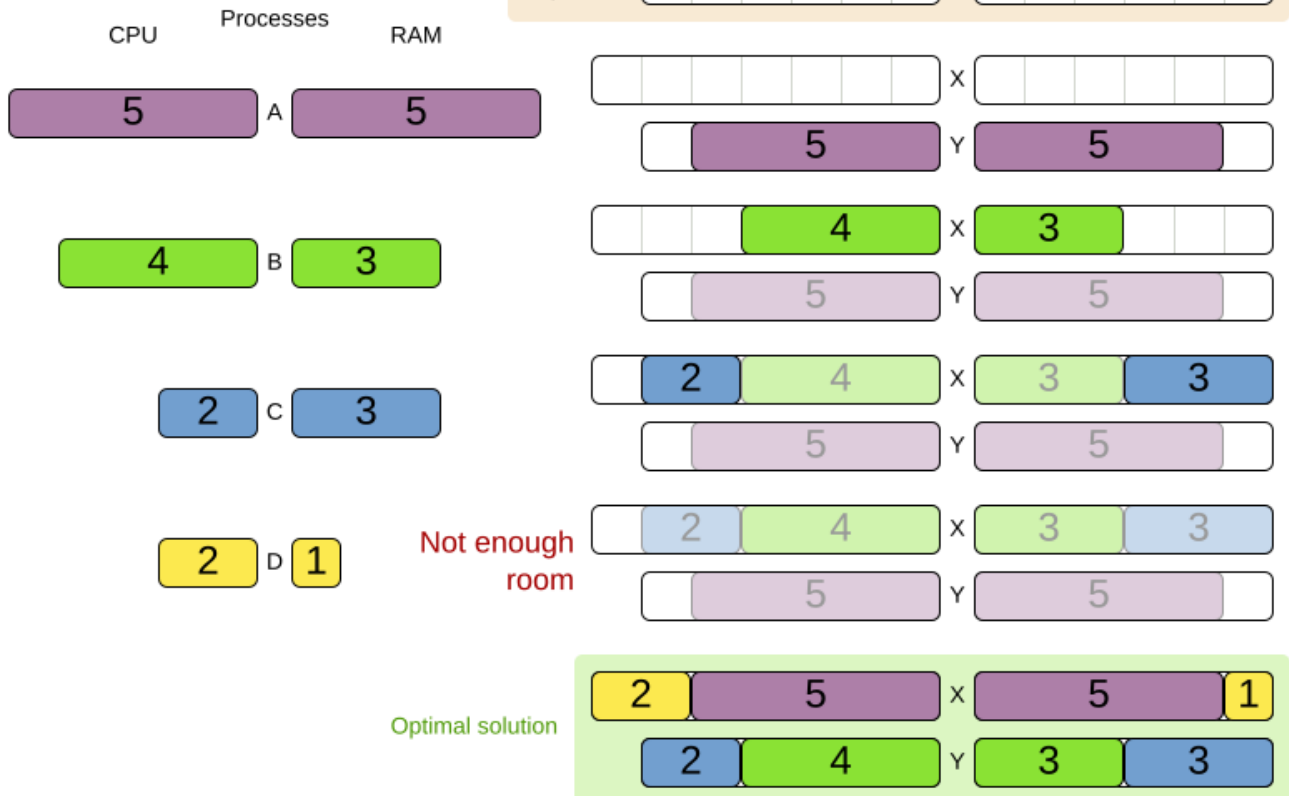 Processes
CPU RAM
X
5 A 5
5 Y 5
4 X 3
4 B 3
5 Y 5
2 4 X 3 3
2 C 3
5 Y 5
2 4 X 3 3
Not enough
room
2 D 1
5 Y 5
2 5 X 5 1
Optimal solution
2 4 Y 3 3